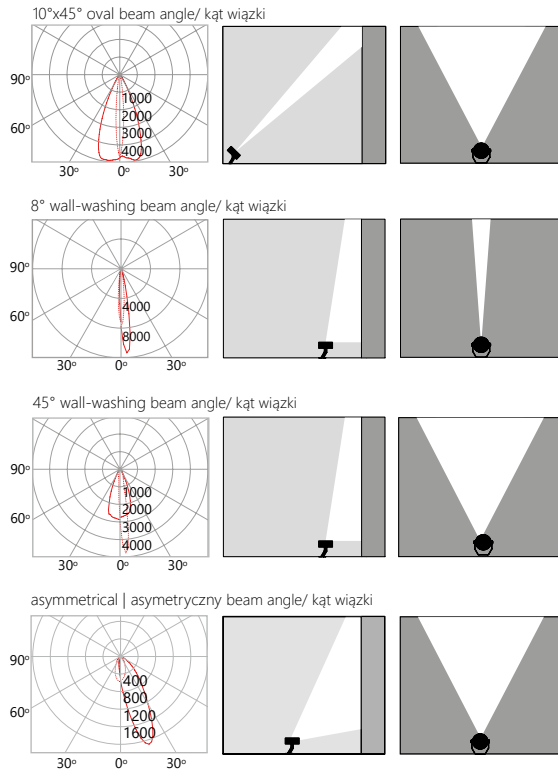 10°x45° oval beam angle/ kąt wiązki
90°
1000
2000
60°
3000
4000
30° 0° 30°
8° wall-washing beam angle/ kąt wiązki
90°
4000
60°
8000
30° 0° 30°
45° wall-washing beam angle/ kąt wiązki
90°
1000
2000
60°
3000
4000
30° 0° 30°
asymmetrical | asymetryczny beam angle/ kąt wiązki
90°
400
800
60°
1200
1600
30° 0° 30°